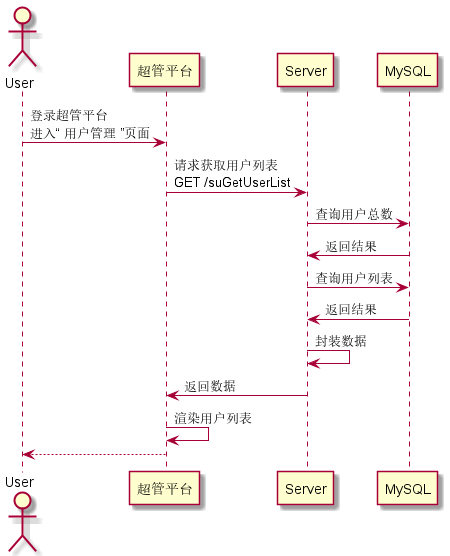 User
超管平台
Server
MySQL
登录超管平台
进入“ 用户管理 ”页面
请求获取用户列表
GET /suGetUserList
查询用户总数
返回结果
查询用户列表
返回结果
封装数据
返回数据
渲染用户列表
User
超管平台
Server
MySQL